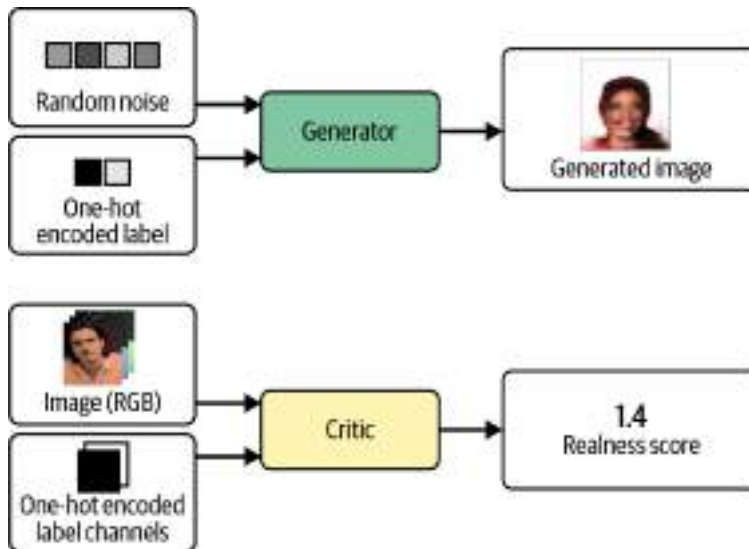 Random noise
One-hot
encoded label
Generator
Generated image
Image (RGB)
One-hot encoded
label channels
Critic
1.4
Realness score